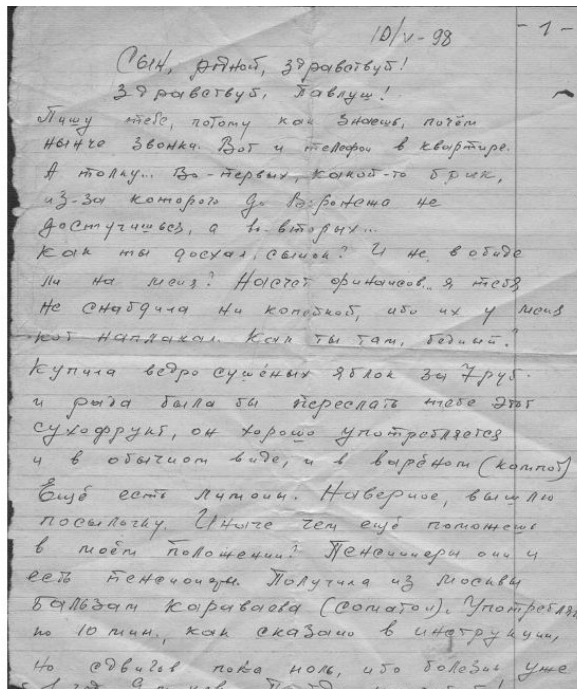 10/V-98
- 1 -
Сын, родной, здравствуй!
Здравствуй, Павлуш!
Пишу тебе, потому как знаешь, почём
нынче звонки. Вот и телефон в квартире.
А толку... Во-первых, какой-то бряк,
из-за которого до Воронежа не
достучишься, а во-вторых...
Как ты доехал, сынок? И не в обиде
ли на меня? Насчёт финансов.. я тебя
не снабдила ни копейкой, ибо их у меня
кот наплакал. Как ты там, бедный?
Купила ведро сушёных яблок за 7 руб.
и рада была бы переслать тебе этот
сухофрукт, он хорошо употребляется
и в обычном виде, и в варёном (компот)
Ещё есть лимоны. Наверное, вышлю
посылочку. Иначе чем ещё поможешь
в моём положении? Пенсионеры они и
есть пенсионеры. Получила из Москвы
Бальзам Караваева (соматон). Употребляю
по 10 мин., как сказано в инструкции,
Но сдвигов пока ноль, ибо болезнь уже